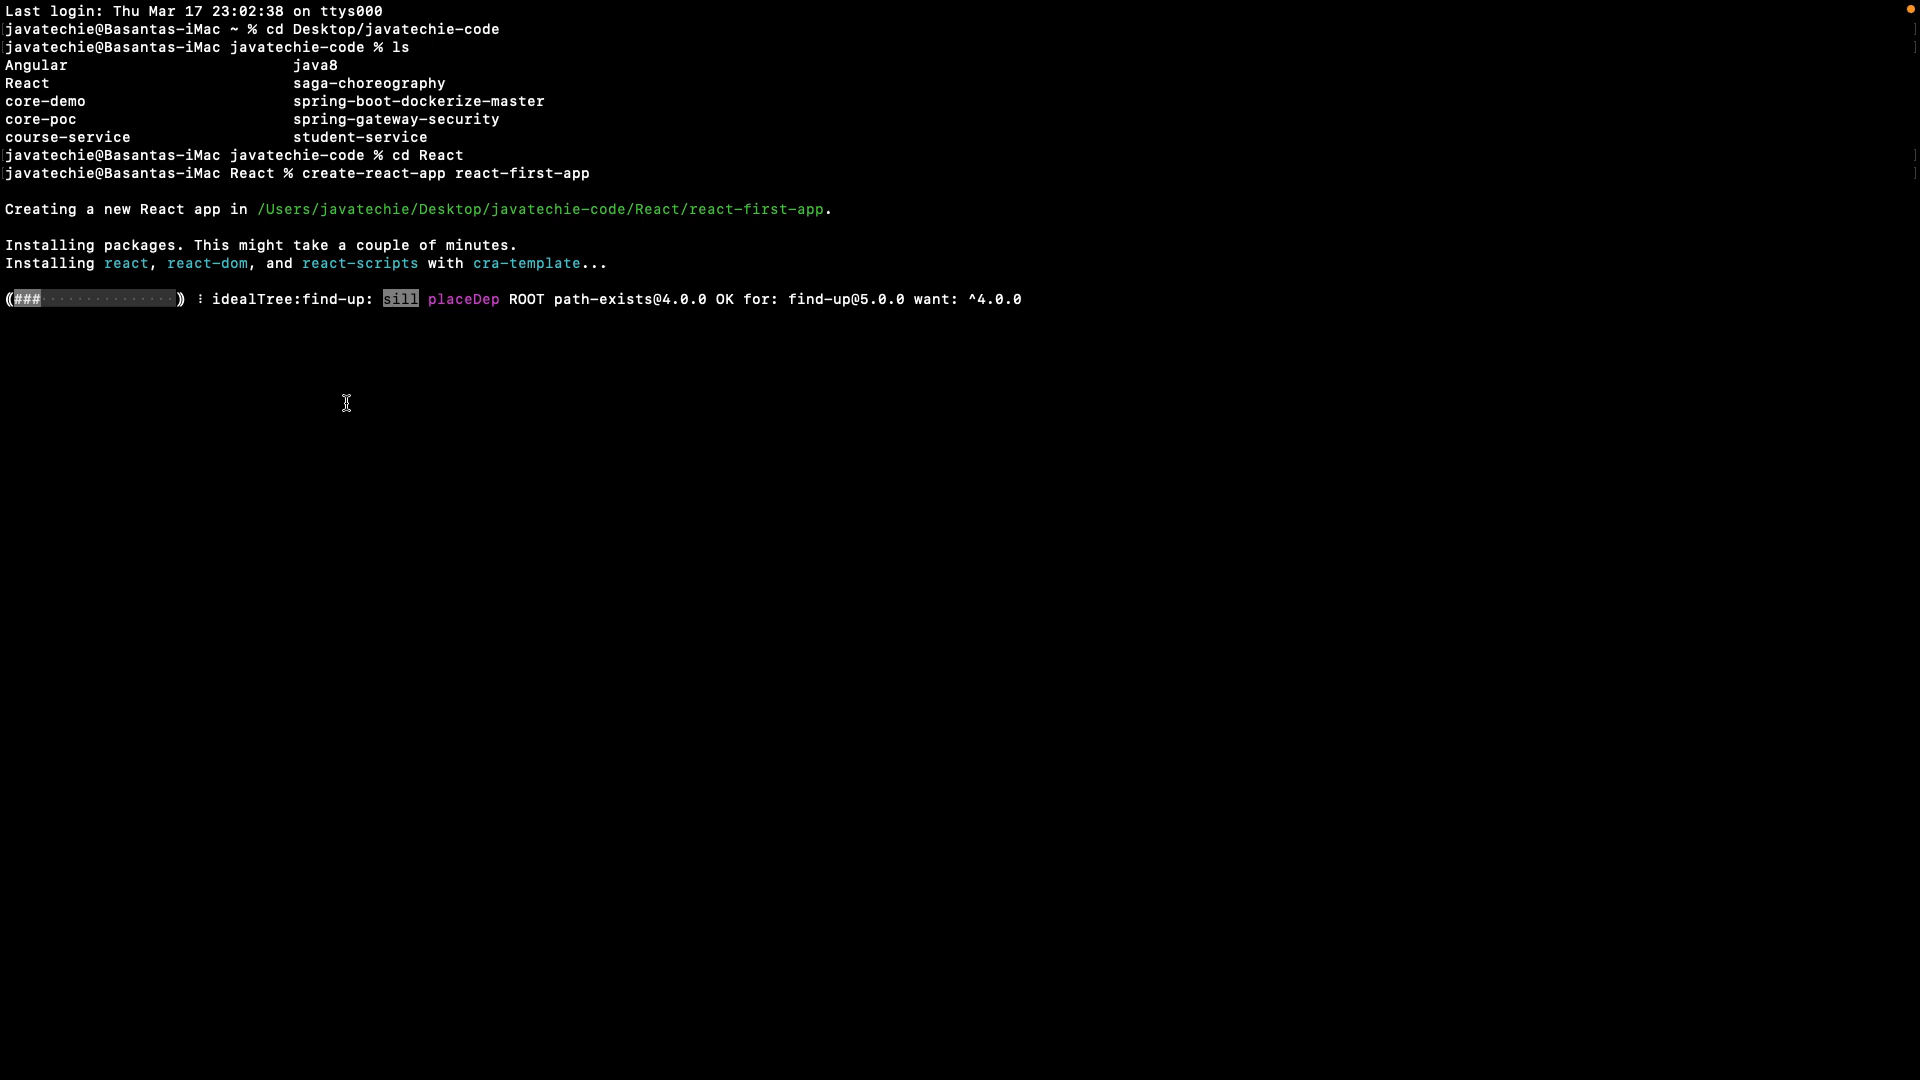 Last login: Thu Mar 17 23:02:38 on ttys000
[javatechie@Basantas-iMac ~ % cd Desktop/javatechie-code ]
[javatechie@Basantas-iMac javatechie-code % ls ]
Angular java8
React saga-choreography
core-demo spring-boot-dockerize-master
core-poc spring-gateway-security
course-service student-service
[javatechie@Basantas-iMac javatechie-code % cd React ]
[javatechie@Basantas-iMac React % create-react-app react-first-app ]
Creating a new React app in /Users/javatechie/Desktop/javatechie-code/React/react-first-app.
Installing packages. This might take a couple of minutes.
Installing react, react-dom, and react-scripts with cra-template...
⸨###⠂⠂⠂⠂⠂⠂⠂⠂⠂⠂⠂⠂⠂⠂⠂⸩ ⠇ idealTree:find-up: sill placeDep ROOT path-exists@4.0.0 OK for: find-up@5.0.0 want: ^4.0.0